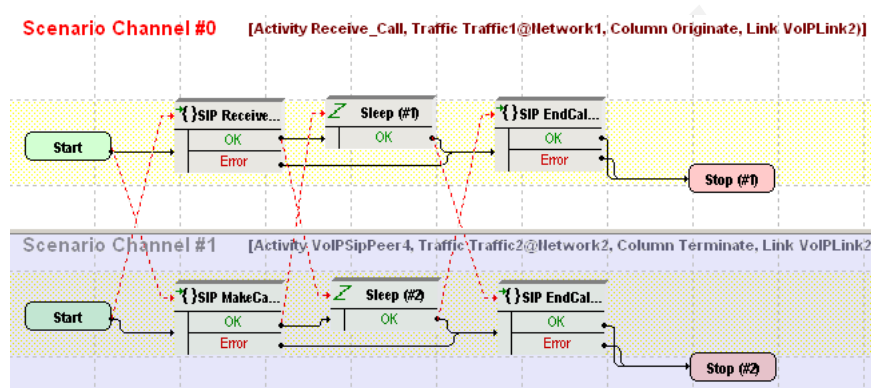 Scenario Channel #0 [Activity Receive_Call, Traffic Traffic1@Network1, Column Originate, Link VoIPLink2)]
{}SIP Receive... Z Sleep (#1) {}SIP EndCal...
Start OK OK OK
Error Error
Stop (#1)
Scenario Channel #1 [Activity VoIPSipPeer4, Traffic Traffic2@Network2, Column Terminate, Link VoIPLink2
{}SIP MakeCa... Z Sleep (#2) {}SIP EndCal...
Start OK OK OK
Error Error
Stop (#2)